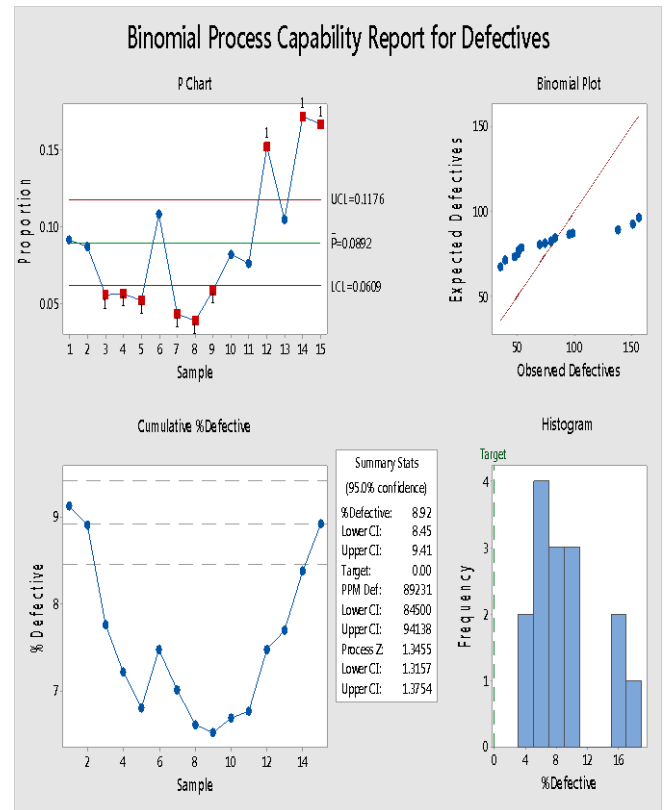 Binomial Process Capability Report for Defectives
P Chart
Proportion
0.15
0.10
0.05
1
1
1
1
1
1
1
1
1
UCL=0.1176
P̄=0.0892
LCL=0.0609
1 2 3 4 5 6 7 8 9 10 11 12 13 14 15
Sample
Binomial Plot
Expected Defectives
150
100
50
50 100 150
Observed Defectives
Cumulative %Defective
% Defective
9
8
7
2 4 6 8 10 12 14
Sample
Summary Stats
(95.0% confidence)
%Defective: 8.92
Lower CI: 8.45
Upper CI: 9.41
Target: 0.00
PPM Def: 89231
Lower CI: 84500
Upper CI: 94138
Process Z: 1.3455
Lower CI: 1.3157
Upper CI: 1.3754
Histogram
Target
Frequency
4
3
2
1
0
0 4 8 12 16
%Defective